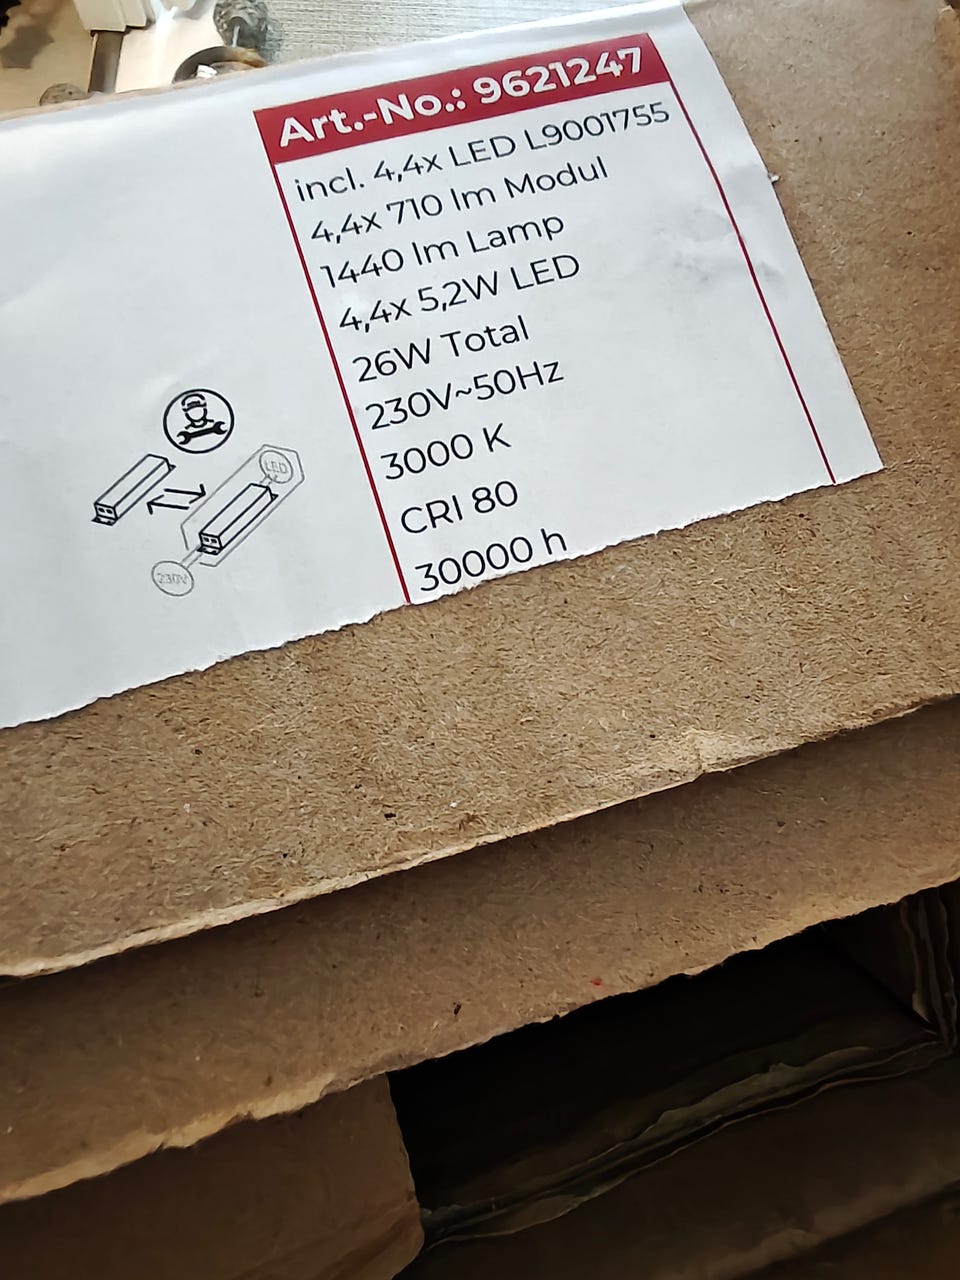 Art.-No.: 9621247
incl. 4,4x LED L9001755
4,4x 710 lm Modul
1440 lm Lamp
4,4x 5,2W LED
26W Total
230V~50Hz
3000 K
CRI 80
30000 h
LED
230V